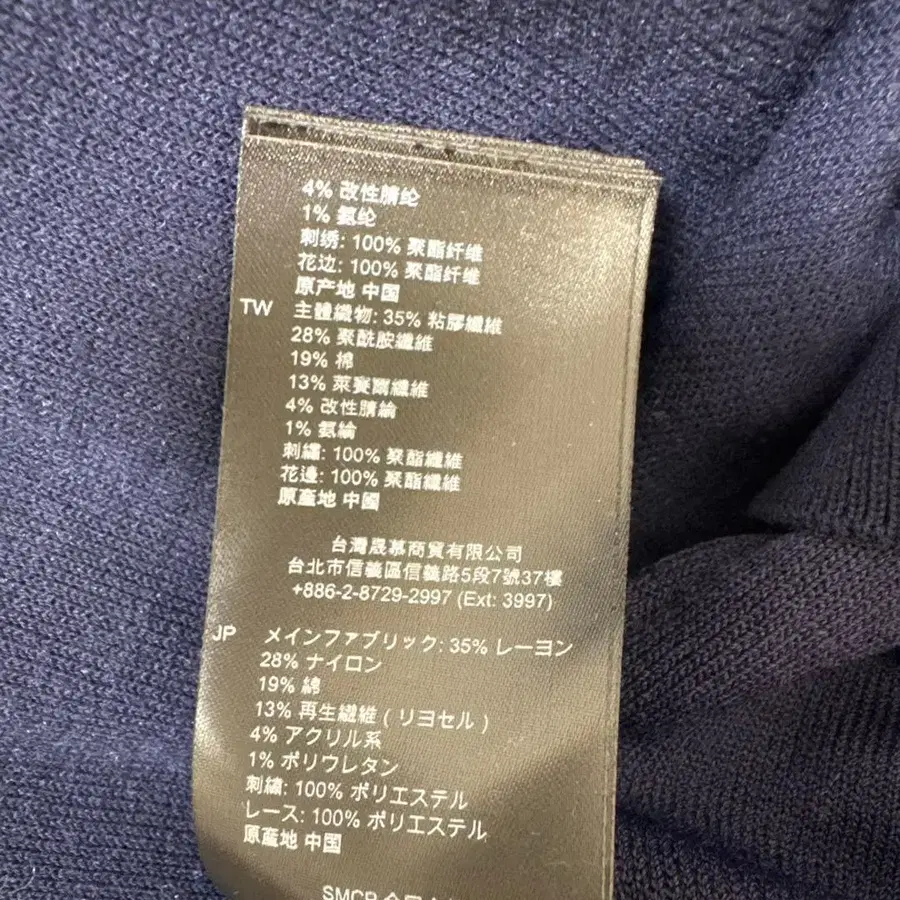 4% 改性腈纶
1% 氨纶
刺绣: 100% 聚酯纤维
花边: 100% 聚酯纤维
原产地 中国
TW 主體織物: 35% 粘膠纖維
28% 聚酰胺纖維
19% 棉
13% 萊賽爾纖維
4% 改性腈綸
1% 氨綸
刺繡: 100% 聚酯纖維
花邊: 100% 聚酯纖維
原產地 中國
台灣晟慕商貿有限公司
台北市信義區信義路5段7號37樓
+886-2-8729-2997 (Ext: 3997)
JP メインファブリック: 35% レーヨン
28% ナイロン
19% 綿
13% 再生繊維 ( リヨセル )
4% アクリル系
1% ポリウレタン
刺繍: 100% ポリエステル
レース: 100% ポリエステル
原産地 中国
SMCP